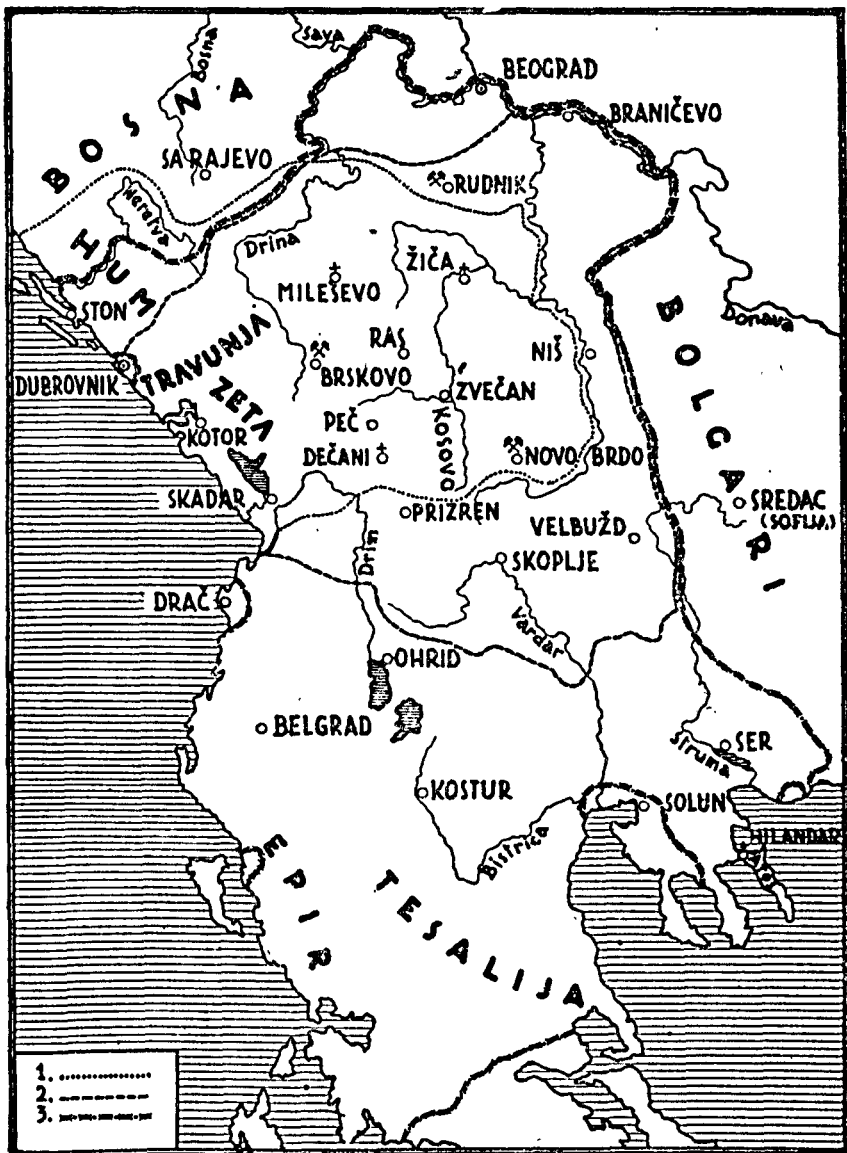 Sava
Bosna
BOSNA
BEOGRAD
BRANIČEVO
SARAJEVO
RUDNIK
HUM
Drina
ŽIČA
MILEŠEVO
STON
Donava
BOLGARI
TRAVUNJA
RAS
NIŠ
DUBROVNIK
BRSKOVO
ZETA
ZVEČAN
PEČ
KOTOR
Kosovo
DEČANI
NOVO BRDO
SKADAR
SREDAC
(SOFIJA)
PRIZREN
VELBUŽD
Drin
SKOPLJE
DRAČ
Vardar
OHRID
BELGRAD
SER
Struma
KOSTUR
SOLUN
HILANDAR
Bistrica
EPIR
TESALIJA
1.
2.
3.